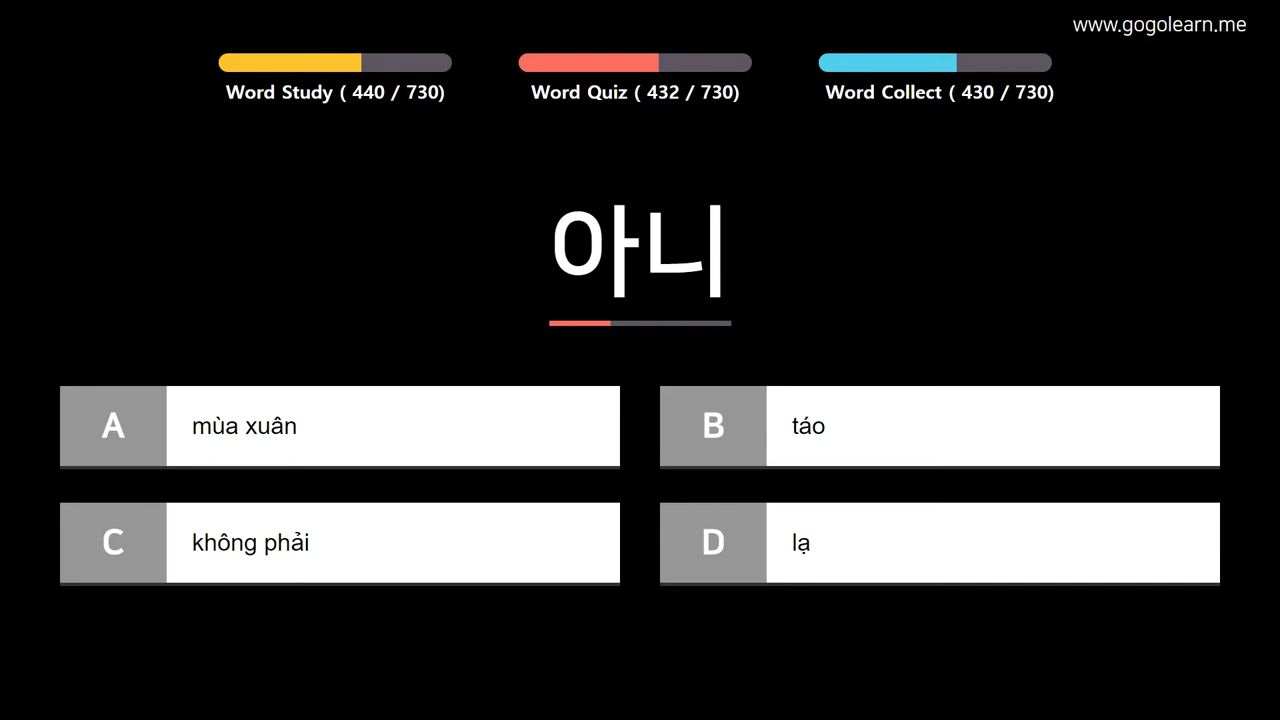 www.gogolearn.me
Word Study ( 440 / 730)
Word Quiz ( 432 / 730)
Word Collect ( 430 / 730)
아니
A mùa xuân
B táo
C không phải
D lạ